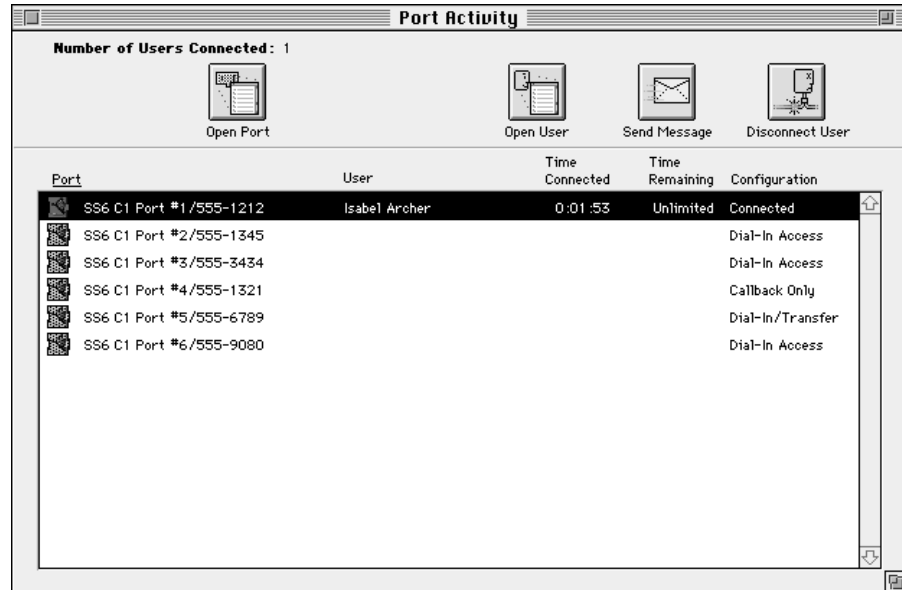 Port Activity
Number of Users Connected: 1
Open Port Open User Send Message Disconnect User
Port User Time Connected Time Remaining Configuration
SS6 C1 Port #1/555-1212 Isabel Archer 0:01:53 Unlimited Connected
SS6 C1 Port #2/555-1345 Dial-In Access
SS6 C1 Port #3/555-3434 Dial-In Access
SS6 C1 Port #4/555-1321 Callback Only
SS6 C1 Port #5/555-6789 Dial-In/Transfer
SS6 C1 Port #6/555-9080 Dial-In Access